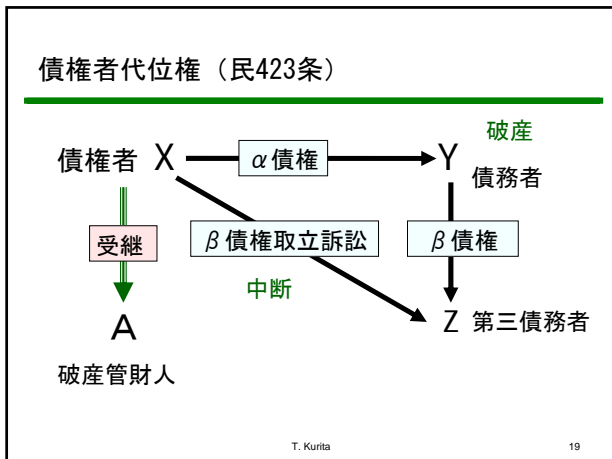 債権者代位権（民423条）
破産
債権者 X
α債権
Y
債務者
受継
β債権取立訴訟
β債権
中断
A
Z 第三債務者
破産管財人
T. Kurita
19